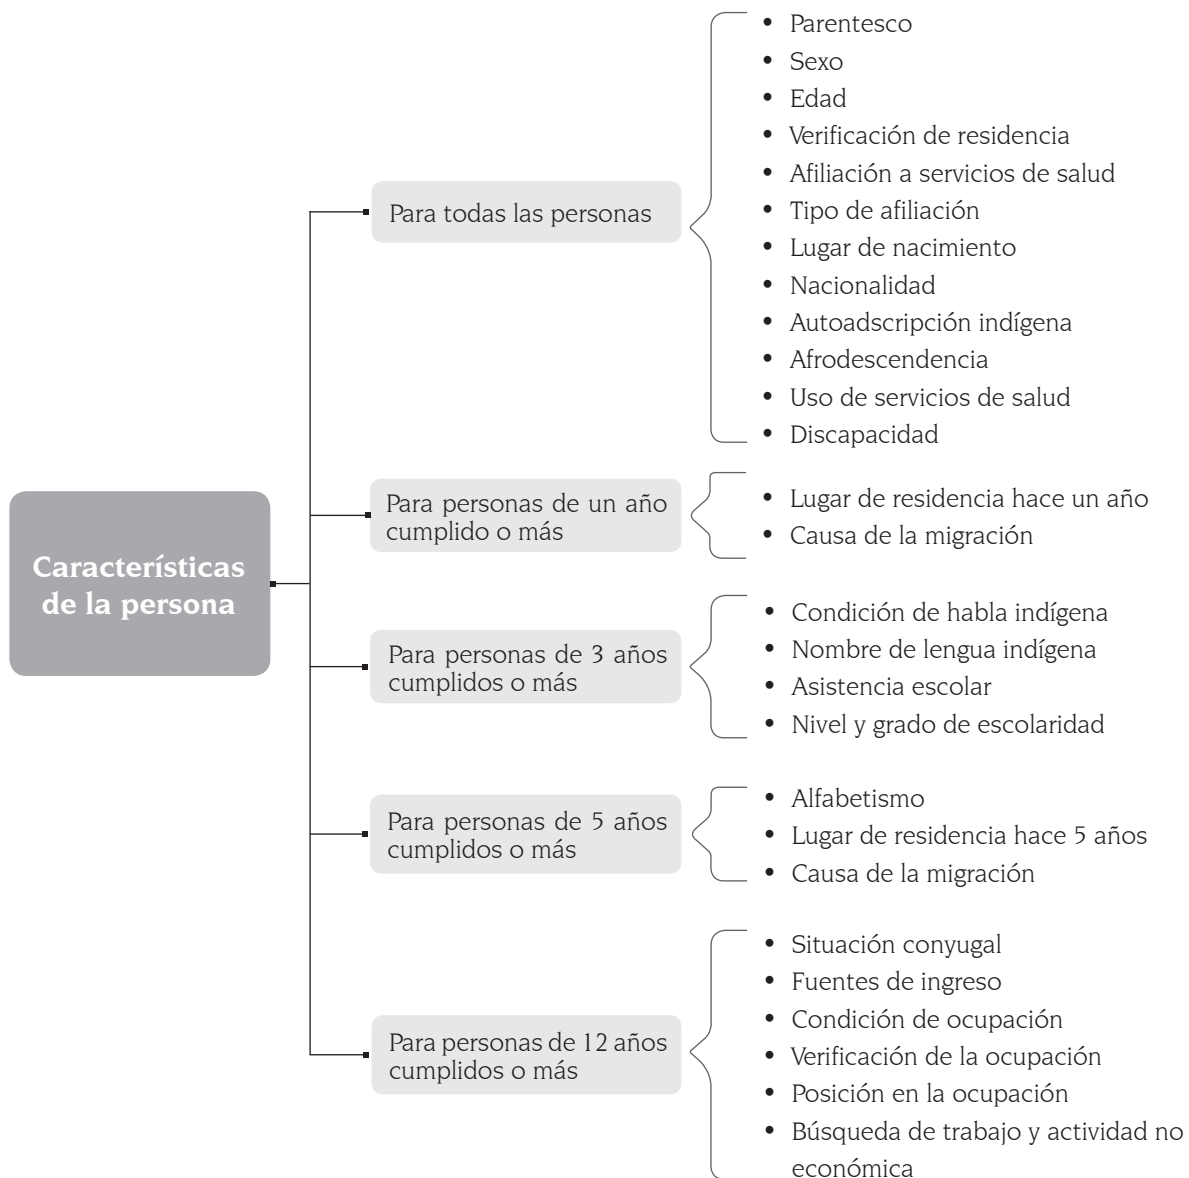 Características
de la persona
Para todas las personas
• Parentesco
• Sexo
• Edad
• Verificación de residencia
• Afiliación a servicios de salud
• Tipo de afiliación
• Lugar de nacimiento
• Nacionalidad
• Autoadscripción indígena
• Afrodescendencia
• Uso de servicios de salud
• Discapacidad
Para personas de un año
cumplido o más
• Lugar de residencia hace un año
• Causa de la migración
Para personas de 3 años
cumplidos o más
• Condición de habla indígena
• Nombre de lengua indígena
• Asistencia escolar
• Nivel y grado de escolaridad
Para personas de 5 años
cumplidos o más
• Alfabetismo
• Lugar de residencia hace 5 años
• Causa de la migración
Para personas de 12 años
cumplidos o más
• Situación conyugal
• Fuentes de ingreso
• Condición de ocupación
• Verificación de la ocupación
• Posición en la ocupación
• Búsqueda de trabajo y actividad no
económica